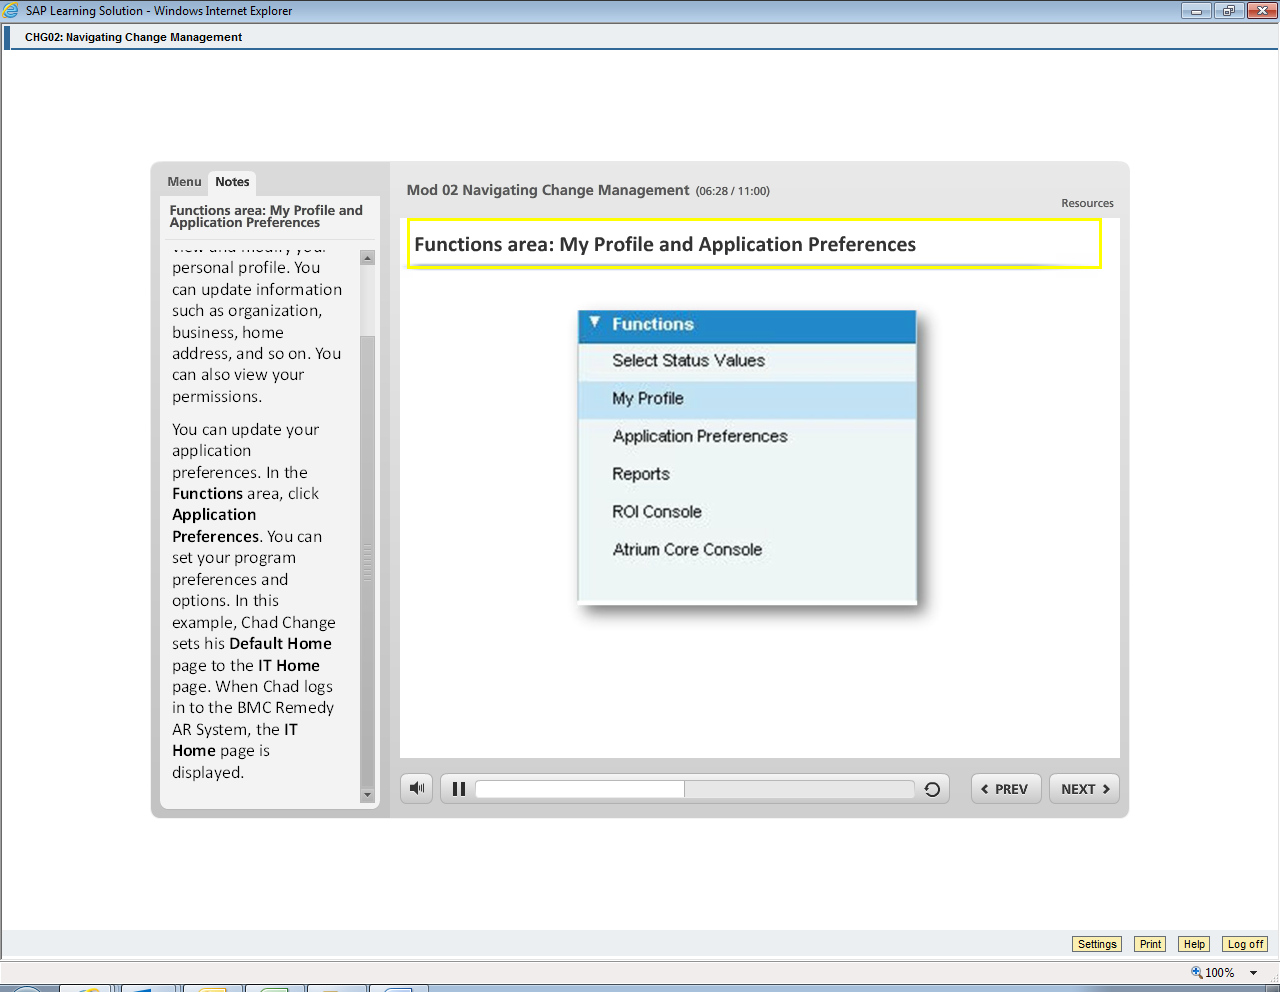 SAP Learning Solution - Windows Internet Explorer
CHG02: Navigating Change Management
Menu
Notes
Functions area: My Profile and
Application Preferences
view and modify your
personal profile. You
can update information
such as organization,
business, home
address, and so on. You
can also view your
permissions.
You can update your
application
preferences. In the
Functions area, click
Application
Preferences. You can
set your program
preferences and
options. In this
example, Chad Change
sets his Default Home
page to the IT Home
page. When Chad logs
in to the BMC Remedy
AR System, the IT
Home page is
displayed.
Mod 02 Navigating Change Management (06:28 / 11:00)
Resources
Functions area: My Profile and Application Preferences
Functions
Select Status Values
My Profile
Application Preferences
Reports
ROI Console
Atrium Core Console
PREV
NEXT
Settings
Print
Help
Log off
100%